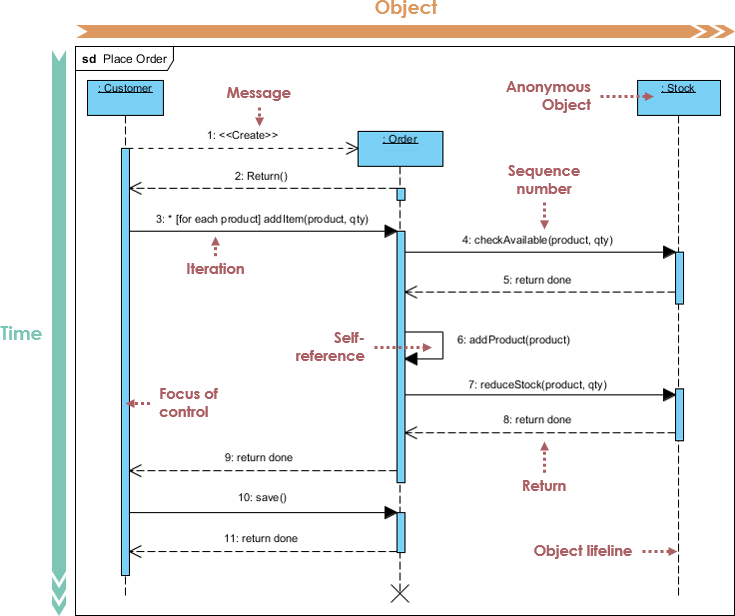 Object
sd Place Order
: Customer
Message
Anonymous
Object
: Stock
1: <<Create>>
: Order
2: Return()
Sequence
number
3: * [for each product] addItem(product, qty)
4: checkAvailable(product, qty)
Iteration
5: return done
Time
Self-
reference
6: addProduct(product)
7: reduceStock(product, qty)
Focus of
control
8: return done
9: return done
Return
10: save()
11: return done
Object lifeline